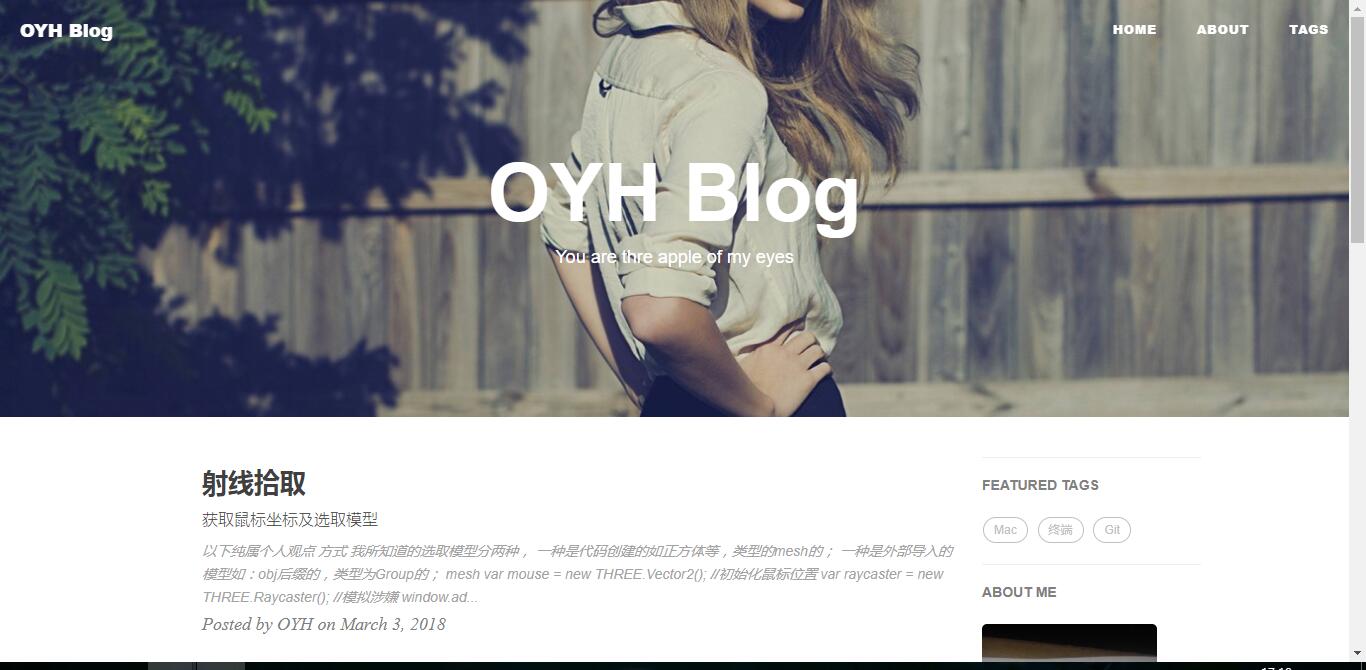 OYH Blog
HOME ABOUT TAGS
OYH Blog
You are thre apple of my eyes
射线拾取
获取鼠标坐标及选取模型
以下纯属个人观点 方式 我所知道的选取模型分两种， 一种是代码创建的如正方体等，类型的mesh的； 一种是外部导入的
模型如：obj后缀的，类型为Group的； mesh var mouse = new THREE.Vector2(); //初始化鼠标位置 var raycaster = new
THREE.Raycaster(); //模拟涉嫌 window.ad...
Posted by OYH on March 3, 2018
FEATURED TAGS
Mac 终端 Git
ABOUT ME